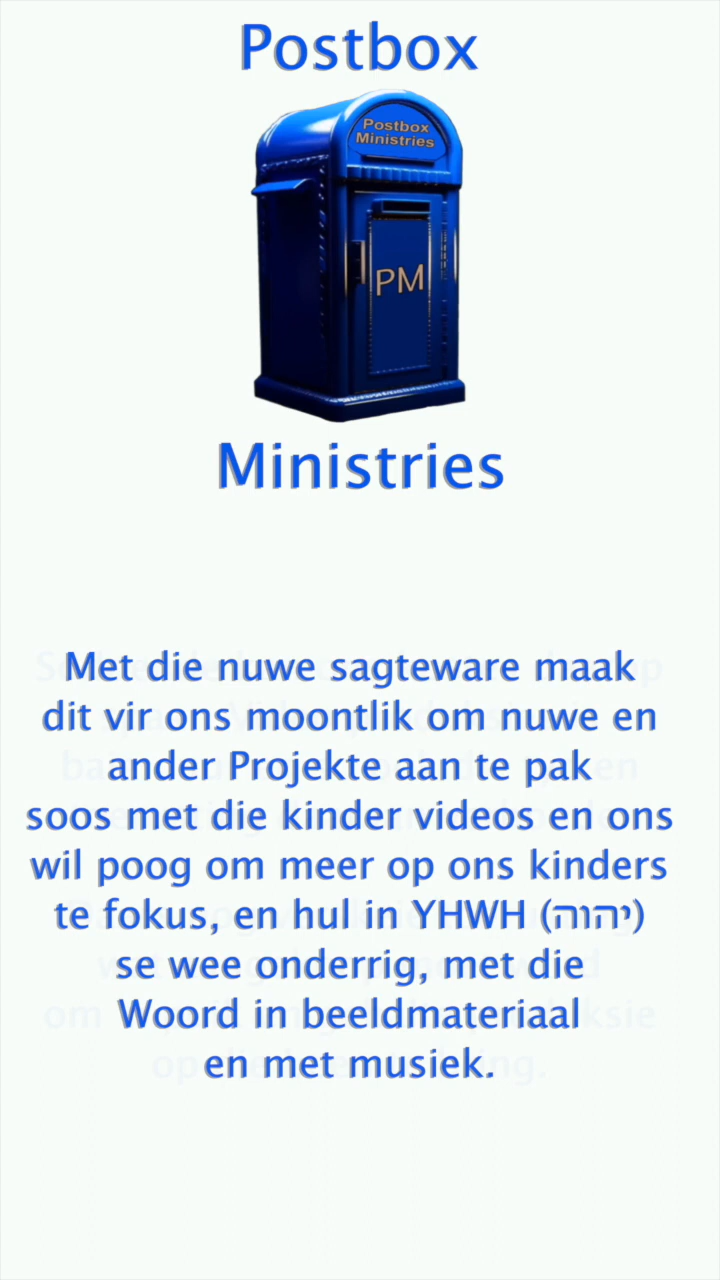 Postbox
Postbox
Ministries
PM
Ministries
Met die nuwe sagteware maak
dit vir ons moontlik om nuwe en
ander Projekte aan te pak
soos met die kinder videos en ons
wil poog om meer op ons kinders
te fokus, en hul in YHWH (יהוה)
se wee onderrig, met die
Woord in beeldmateriaal
en met musiek.